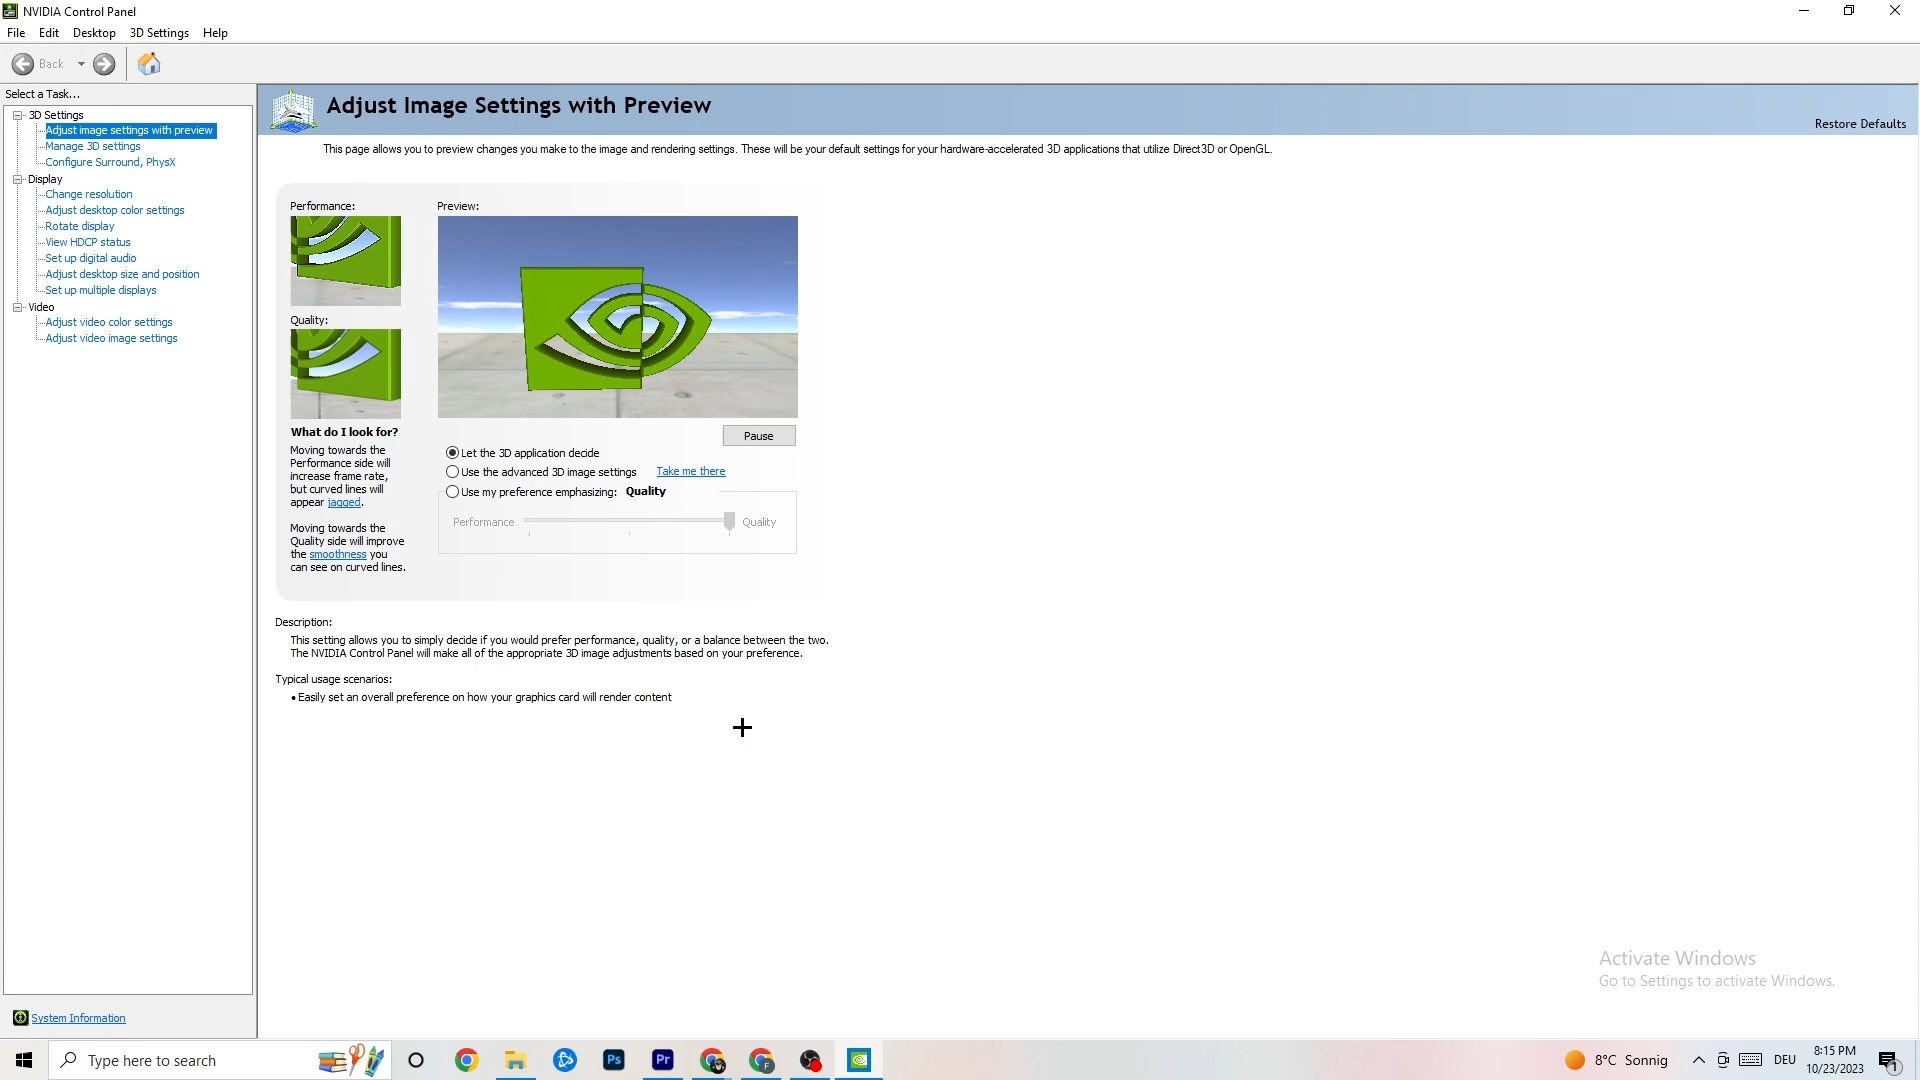 NVIDIA Control Panel
File Edit Desktop 3D Settings Help
Back
Select a Task...
3D Settings
Adjust image settings with preview
Manage 3D settings
Configure Surround, PhysX
Display
Change resolution
Adjust desktop color settings
Rotate display
View HDCP status
Set up digital audio
Adjust desktop size and position
Set up multiple displays
Video
Adjust video color settings
Adjust video image settings
System Information
Adjust Image Settings with Preview
Restore Defaults
This page allows you to preview changes you make to the image and rendering settings. These will be your default settings for your hardware-accelerated 3D applications that utilize Direct3D or OpenGL.
Performance:
Quality:
What do I look for?
Moving towards the
Performance side will
increase frame rate,
but curved lines will
appear jagged.
Moving towards the
Quality side will improve
the smoothness you
can see on curved lines.
Preview:
Pause
Let the 3D application decide
Use the advanced 3D image settings Take me there
Use my preference emphasizing: Quality
Performance Quality
Description:
This setting allows you to simply decide if you would prefer performance, quality, or a balance between the two.
The NVIDIA Control Panel will make all of the appropriate 3D image adjustments based on your preference.
Typical usage scenarios:
• Easily set an overall preference on how your graphics card will render content
Activate Windows
Go to Settings to activate Windows.
Type here to search
Ps
Pr
F
8°C Sonnig
DEU
8:15 PM
10/23/2023
1